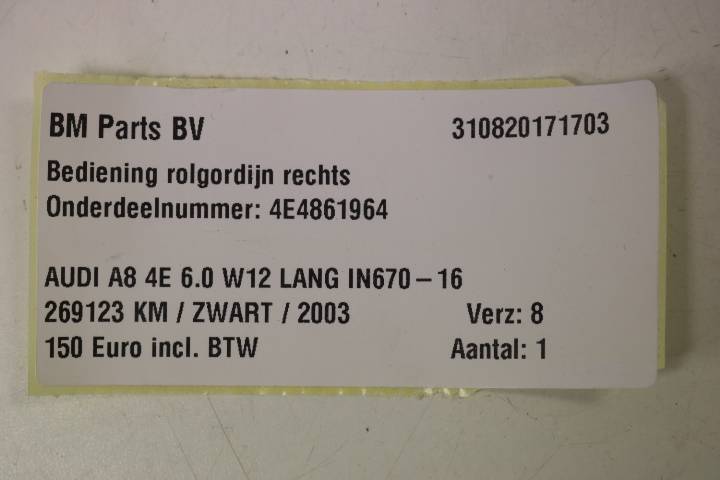 BM Parts BV 310820171703
Bediening rolgordijn rechts
Onderdeelnummer: 4E4861964
AUDI A8 4E 6.0 W12 LANG IN670-16
269123 KM / ZWART / 2003 Verz: 8
150 Euro incl. BTW Aantal: 1